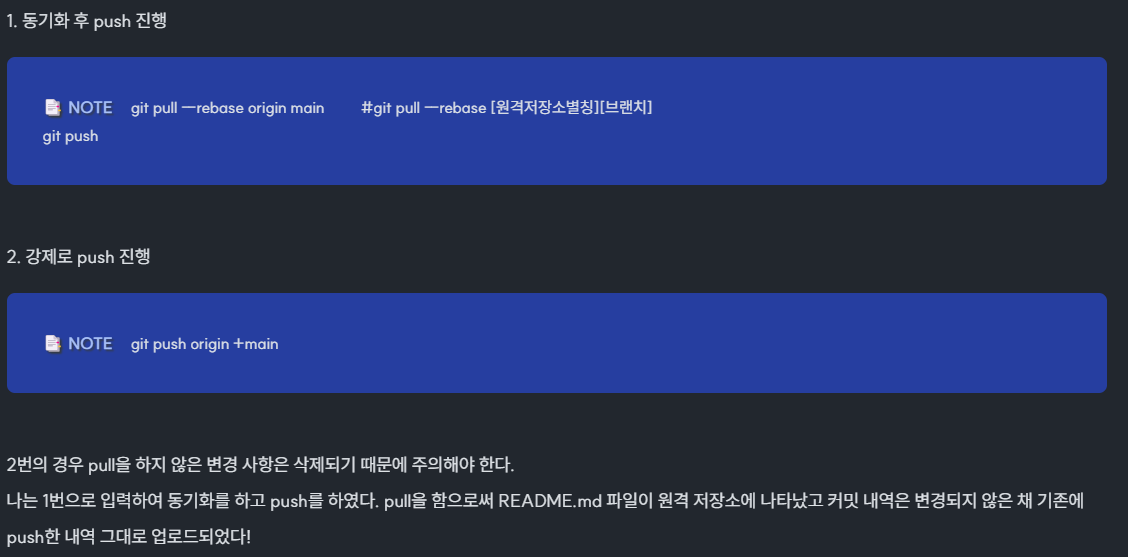 1. 동기화 후 push 진행
📑 NOTE git pull —rebase origin main #git pull —rebase [원격저장소별칭][브랜치]
git push
2. 강제로 push 진행
📑 NOTE git push origin +main
2번의 경우 pull을 하지 않은 변경 사항은 삭제되기 때문에 주의해야 한다.
나는 1번으로 입력하여 동기화를 하고 push를 하였다. pull을 함으로써 README.md 파일이 원격 저장소에 나타났고 커밋 내역은 변경되지 않은 채 기존에
push한 내역 그대로 업로드되었다!